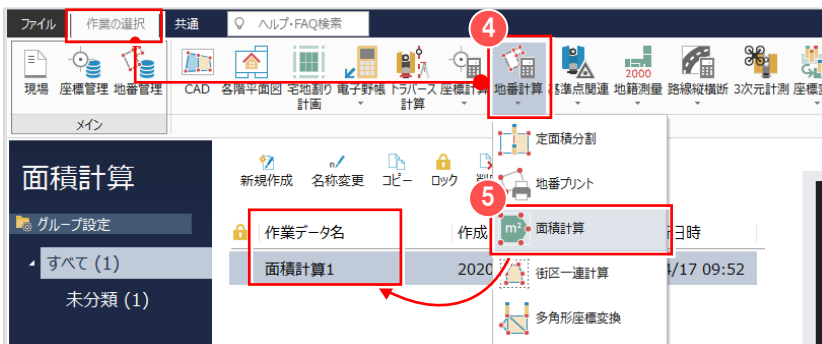 ファイル 作業の選択 共通 ヘルプ・FAQ検索
4
現場 座標管理 地番管理 CAD 各階平面図 宅地割り計画 電子野帳 トラバース計算 座標計算 地番計算 基準点関連 地籍測量 路線縦横断 3次元計測
2000
メイン
面積計算
新規作成 名称変更 コピー ロック
定面積分割
地番プリント
5
グループ設定
作業データ名 作成
面積計算
日時
すべて (1)
面積計算1 2020
/17 09:52
街区一連計算
未分類 (1)
多角形座標変換